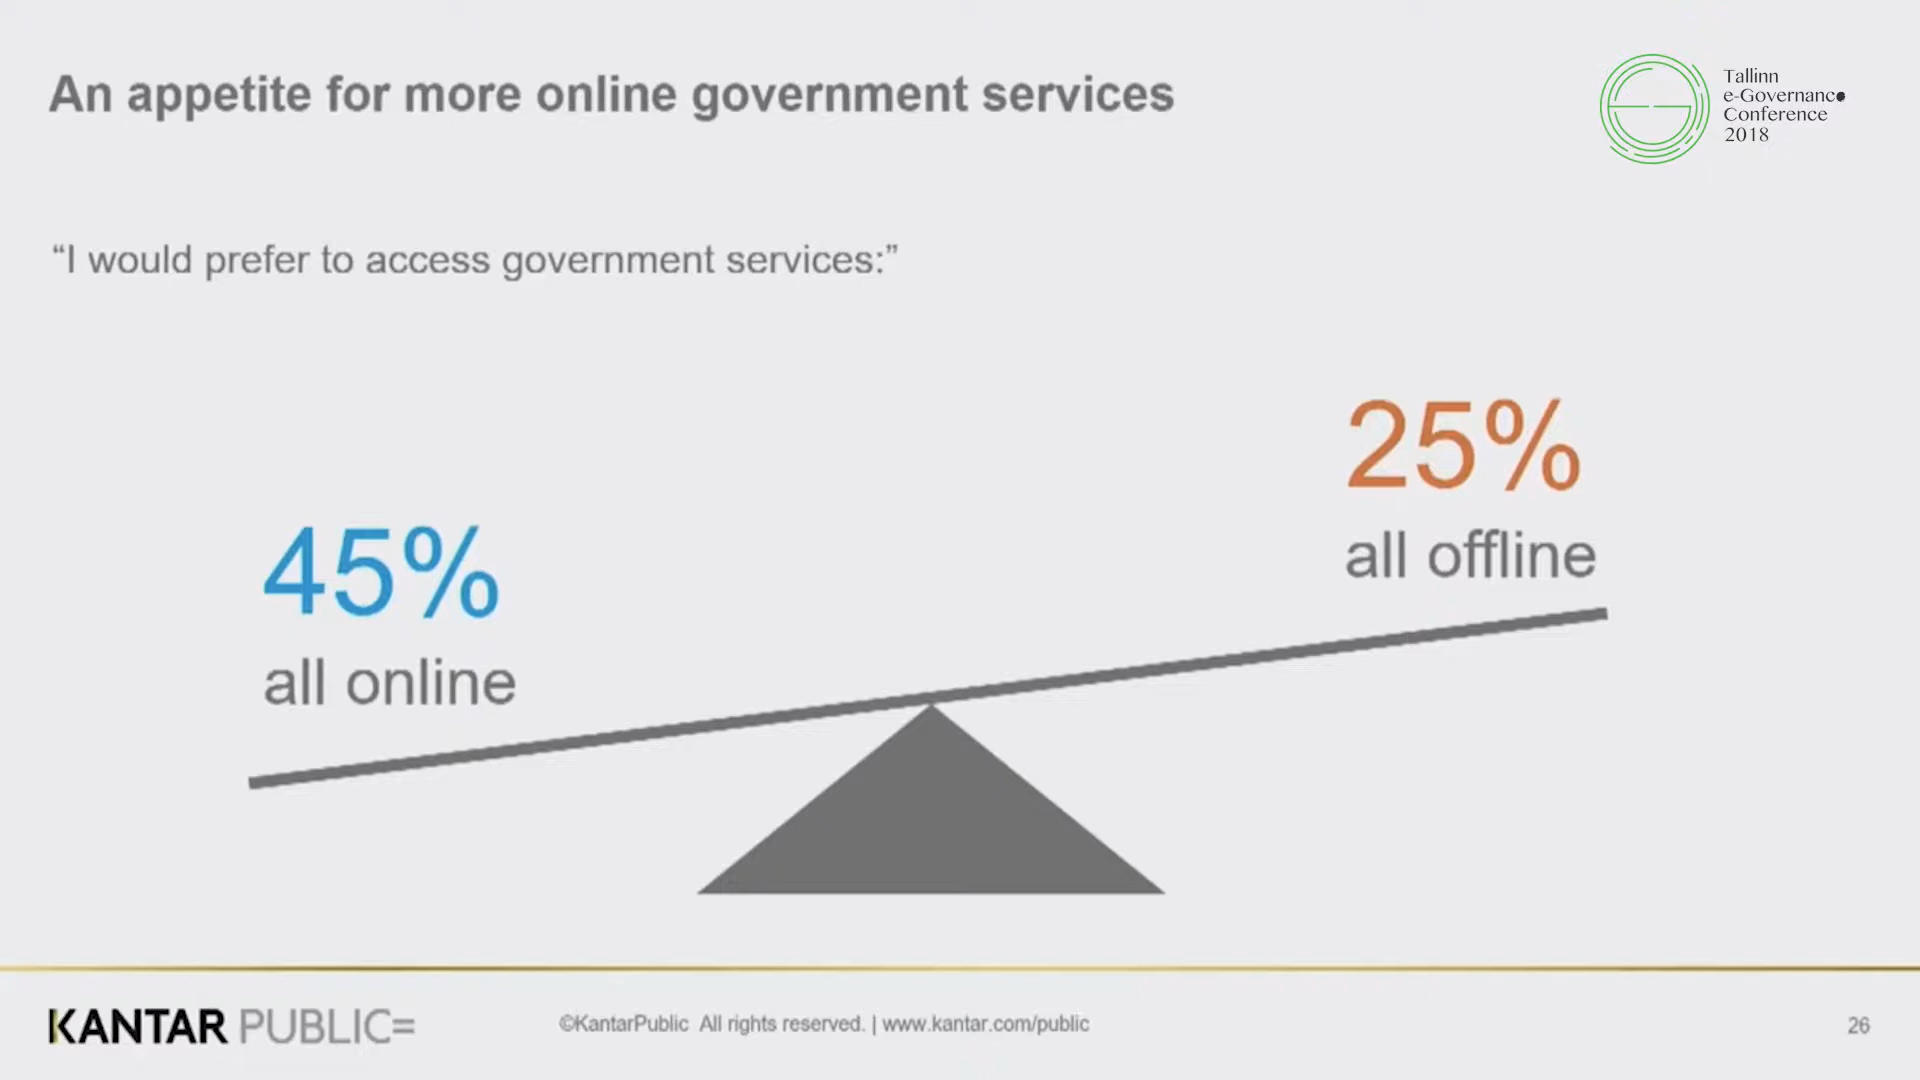 An appetite for more online government services
Tallinn
e-Governance
Conference
2018
“I would prefer to access government services:”
25%
all offline
45%
all online
KANTAR PUBLIC=
©KantarPublic All rights reserved. | www.kantar.com/public
26